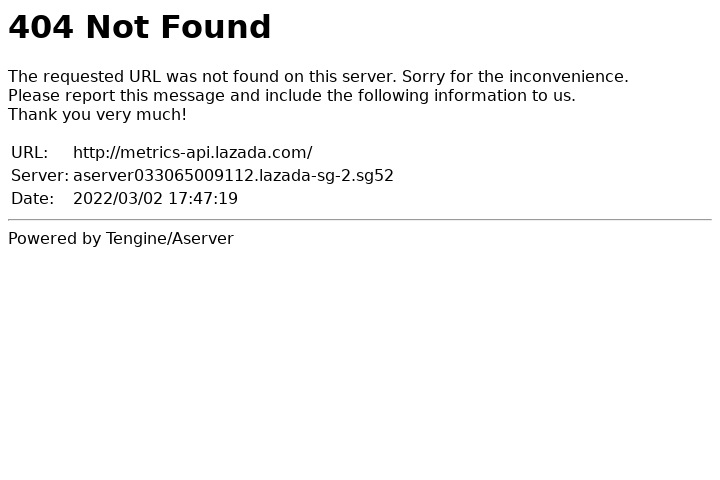 404 Not Found
The requested URL was not found on this server. Sorry for the inconvenience.
Please report this message and include the following information to us.
Thank you very much!
URL: http://metrics-api.lazada.com/
Server: aserver033065009112.lazada-sg-2.sg52
Date: 2022/03/02 17:47:19
Powered by Tengine/Aserver